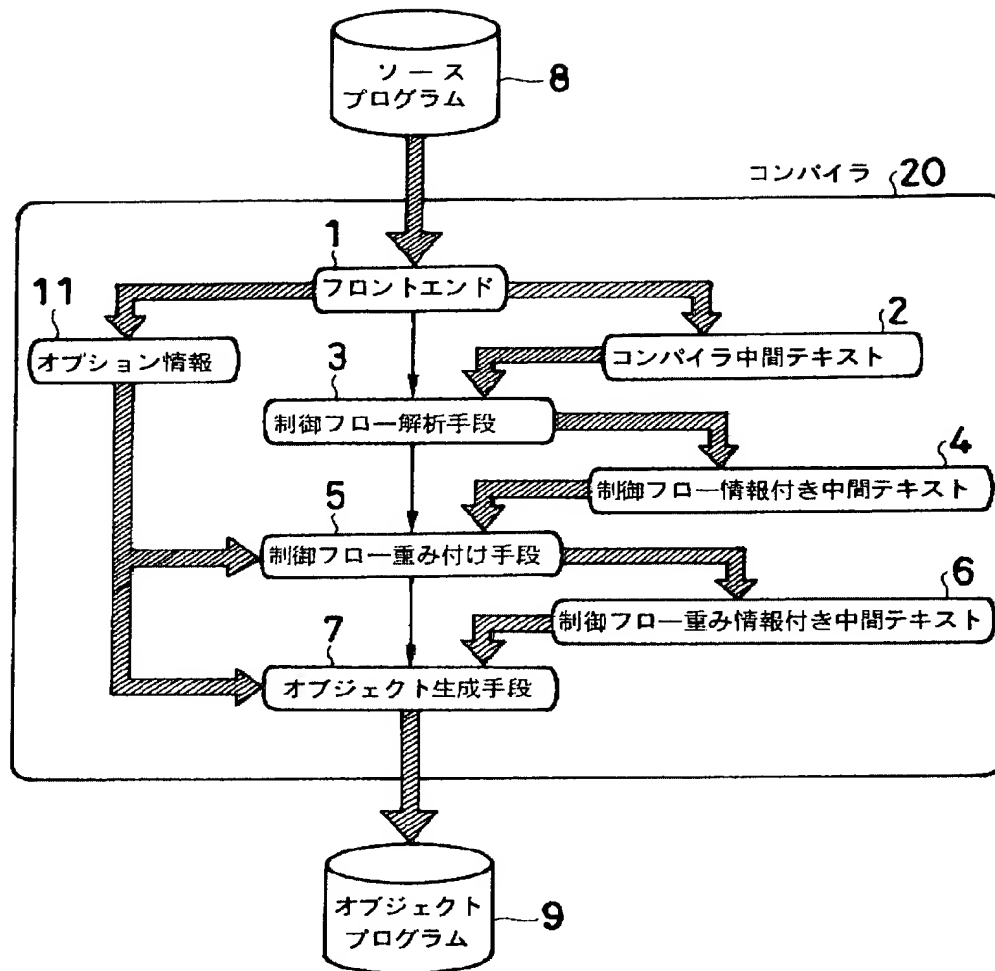 ソース
プログラム
8
コンパイラ 20
1
フロントエンド
11
オプション情報
2
コンパイラ中間テキスト
3
制御フロー解析手段
4
制御フロー情報付き中間テキスト
5
制御フロー重み付け手段
6
制御フロー重み情報付き中間テキスト
7
オブジェクト生成手段
オブジェクト
プログラム
9